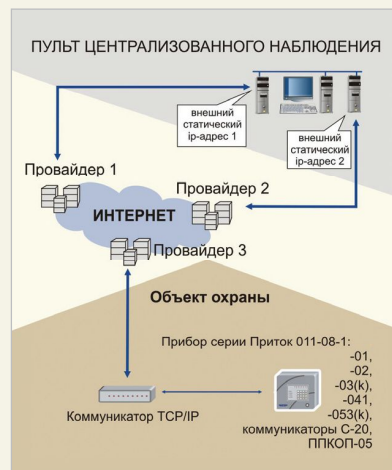 ПУЛЬТ ЦЕНТРАЛИЗОВАННОГО НАБЛЮДЕНИЯ
внешний
статический
ip-адрес 1
внешний
статический
ip-адрес 2
Провайдер 1
Провайдер 2
ИНТЕРНЕТ
Провайдер 3
Объект охраны
Прибор серии Приток 011-08-1:
-01,
-02,
-03(k),
-041,
-053(k),
коммуникаторы С-20,
ППКОП-05
Коммуникатор TCP/IP